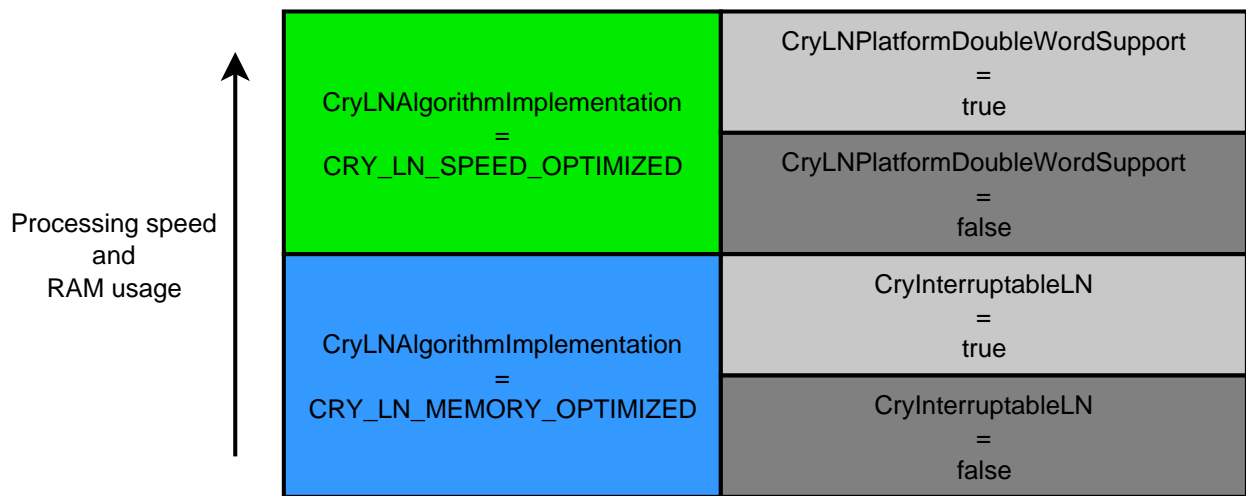 Processing speed
and
RAM usage
CryLNAlgorithmImplementation
=
CRY_LN_SPEED_OPTIMIZED
CryLNPlatformDoubleWordSupport
=
true
CryLNPlatformDoubleWordSupport
=
false
CryLNAlgorithmImplementation
=
CRY_LN_MEMORY_OPTIMIZED
CryInterruptableLN
=
true
CryInterruptableLN
=
false